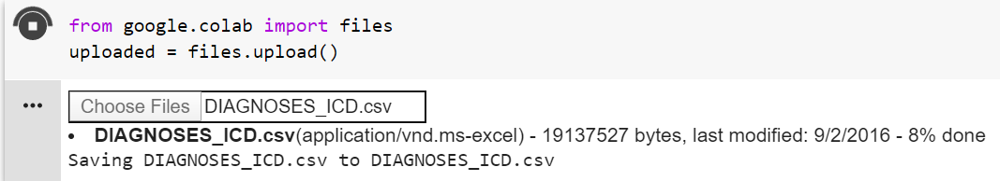 from google.colab import files
uploaded = files.upload()
Choose Files DIAGNOSES_ICD.csv
• DIAGNOSES_ICD.csv(application/vnd.ms-excel) - 19137527 bytes, last modified: 9/2/2016 - 8% done
Saving DIAGNOSES_ICD.csv to DIAGNOSES_ICD.csv